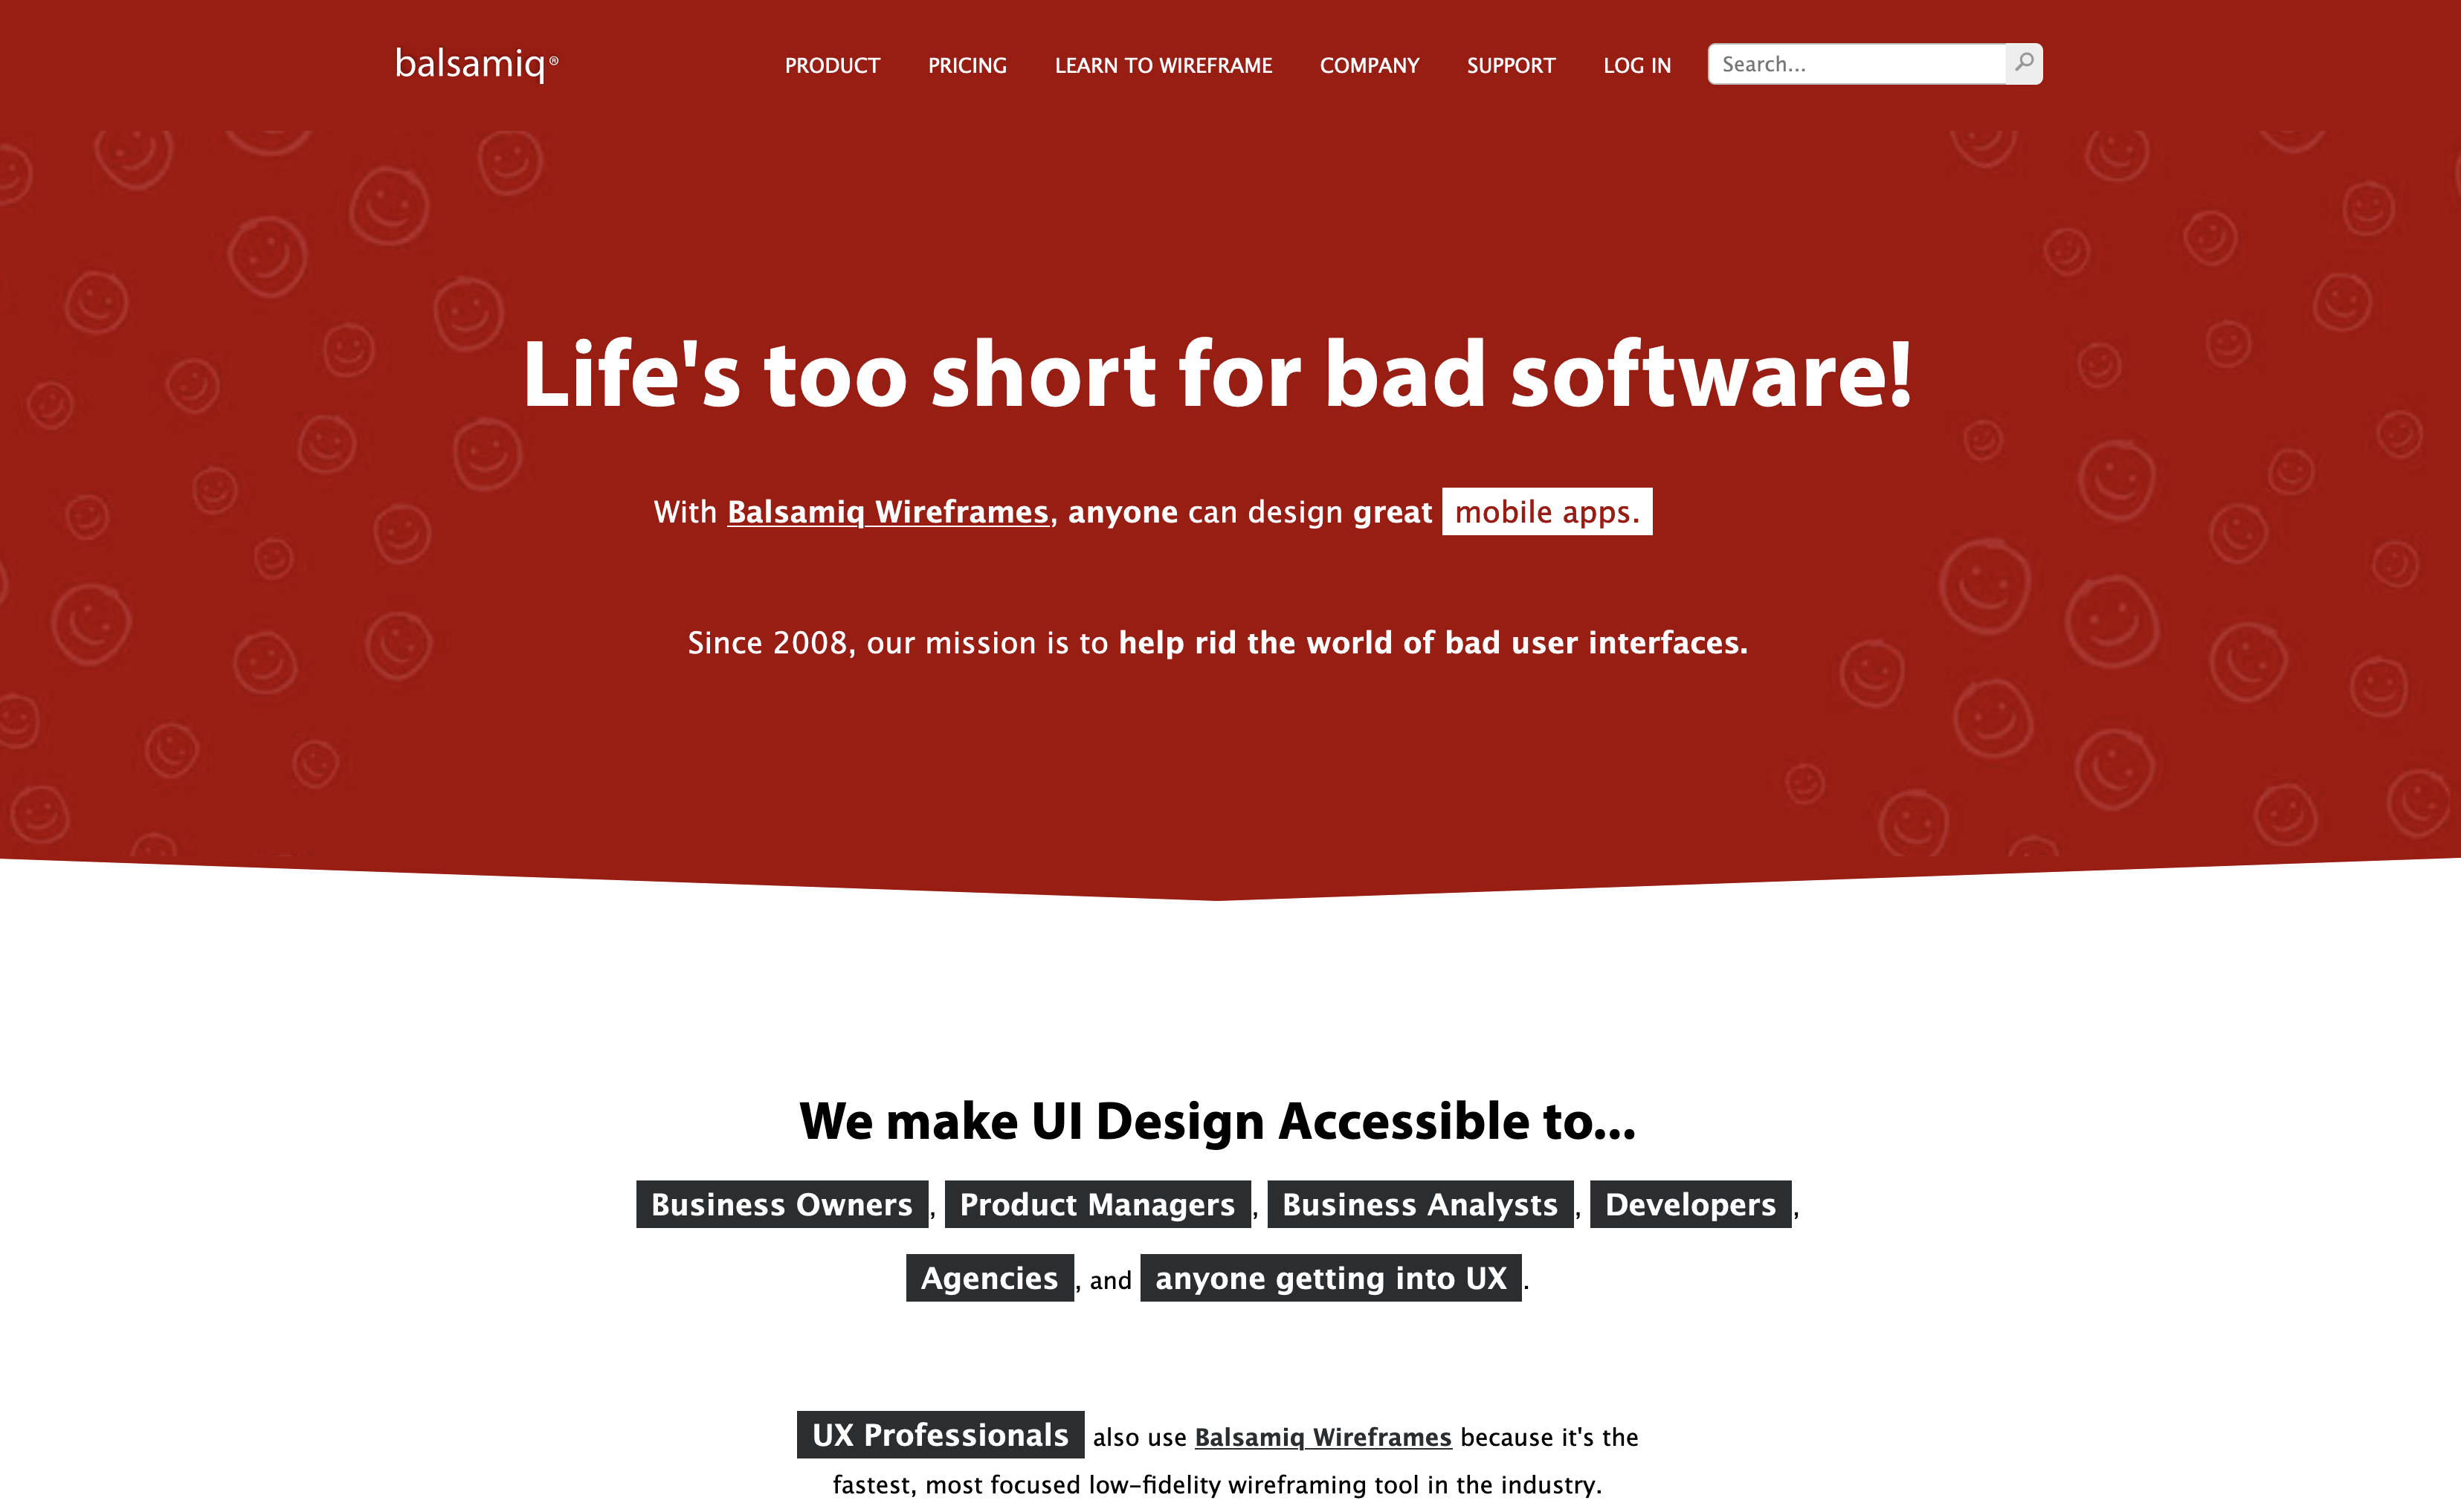 balsamiq®
PRODUCT PRICING LEARN TO WIREFRAME COMPANY SUPPORT LOG IN Search...
Life's too short for bad software!
With Balsamiq Wireframes, anyone can design great mobile apps.
Since 2008, our mission is to help rid the world of bad user interfaces.
We make UI Design Accessible to...
Business Owners, Product Managers, Business Analysts, Developers,
Agencies, and anyone getting into UX.
UX Professionals also use Balsamiq Wireframes because it's the
fastest, most focused low-fidelity wireframing tool in the industry.